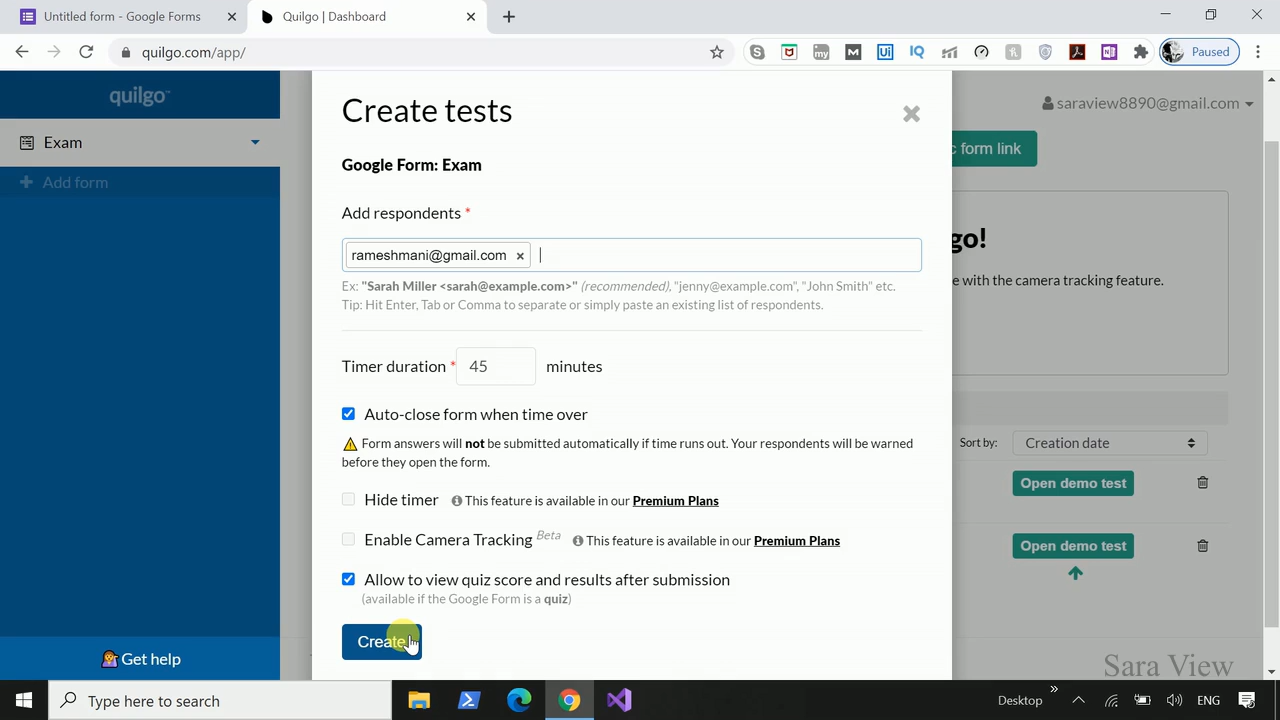 Untitled form - Google Forms
Quilgo | Dashboard
quilgo.com/app/
Paused
quilgo™
Exam
Add form
Get help
saraview8890@gmail.com
c form link
go!
e with the camera tracking feature.
Sort by:
Creation date
Open demo test
Open demo test
Create tests
Google Form: Exam
Add respondents *
rameshmani@gmail.com ×
Ex: "Sarah Miller <sarah@example.com>" (recommended), "jenny@example.com", "John Smith" etc.
Tip: Hit Enter, Tab or Comma to separate or simply paste an existing list of respondents.
Timer duration * 45 minutes
Auto-close form when time over
Form answers will not be submitted automatically if time runs out. Your respondents will be warned
before they open the form.
Hide timer This feature is available in our Premium Plans
Enable Camera Tracking Beta This feature is available in our Premium Plans
Allow to view quiz score and results after submission
(available if the Google Form is a quiz)
Create
Sara View
Type here to search
Desktop
ENG